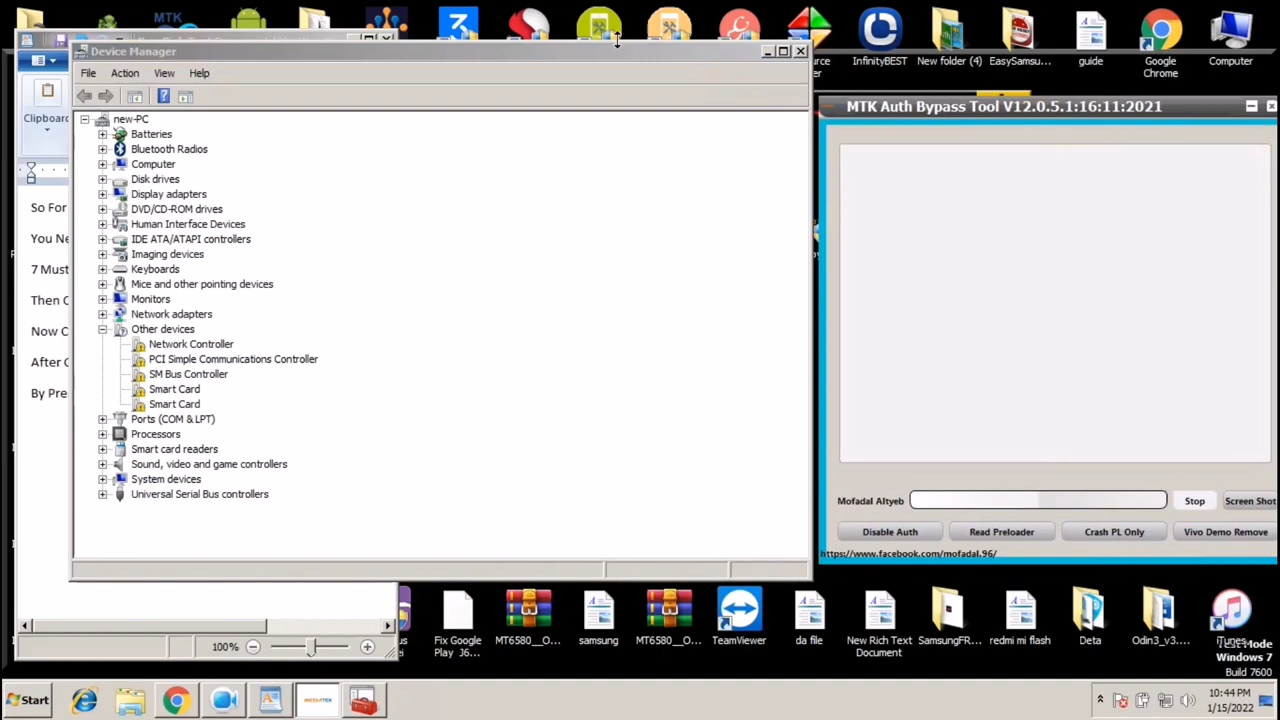 MTK
InfinityBEST
New folder (4)
EasySamsu...
guide
Google
Chrome
Computer
Device Manager
File Action View Help
Clipboard
new-PC
Batteries
Bluetooth Radios
Computer
Disk drives
Display adapters
DVD/CD-ROM drives
Human Interface Devices
IDE ATA/ATAPI controllers
Imaging devices
Keyboards
Mice and other pointing devices
Monitors
Network adapters
Other devices
Network Controller
PCI Simple Communications Controller
SM Bus Controller
Smart Card
Smart Card
Ports (COM & LPT)
Processors
Smart card readers
Sound, video and game controllers
System devices
Universal Serial Bus controllers
So For
You Ne
7 Must
Then C
Now C
After C
By Pre
100%
MTK Auth Bypass Tool V12.0.5.1:16:11:2021
Mofadal Altyeb
Stop
Screen Shot
Disable Auth
Read Preloader
Crash PL Only
Vivo Demo Remove
https://www.facebook.com/mofadal.96/
Fix Google
Play J6...
MT6580__O...
samsung
MT6580__O...
TeamViewer
da file
New Rich Text
Document
SamsungFR...
redmi mi flash
Deta
Odin3_v3....
iTunes
Test Mode
Windows 7
Build 7600
Start
MEDIATEK
10:44 PM
1/15/2022